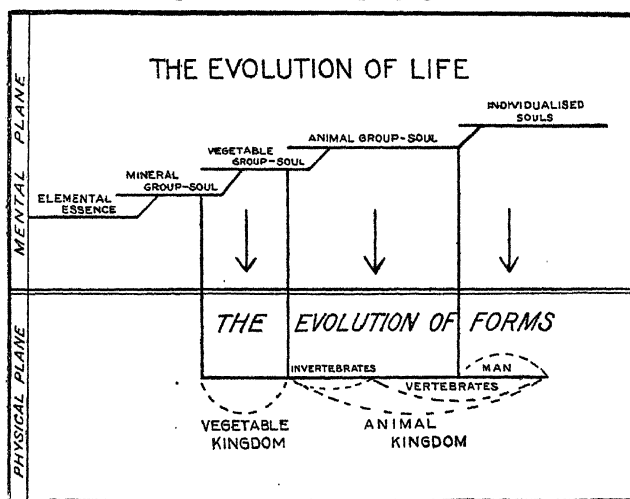 THE EVOLUTION OF LIFE
MENTAL PLANE
INDIVIDUALISED
SOULS
ANIMAL GROUP-SOUL
VEGETABLE
GROUP-SOUL
MINERAL
GROUP-SOUL
ELEMENTAL
ESSENCE
PHYSICAL PLANE
THE EVOLUTION OF FORMS
INVERTEBRATES
MAN
VERTEBRATES
VEGETABLE
KINGDOM
ANIMAL
KINGDOM